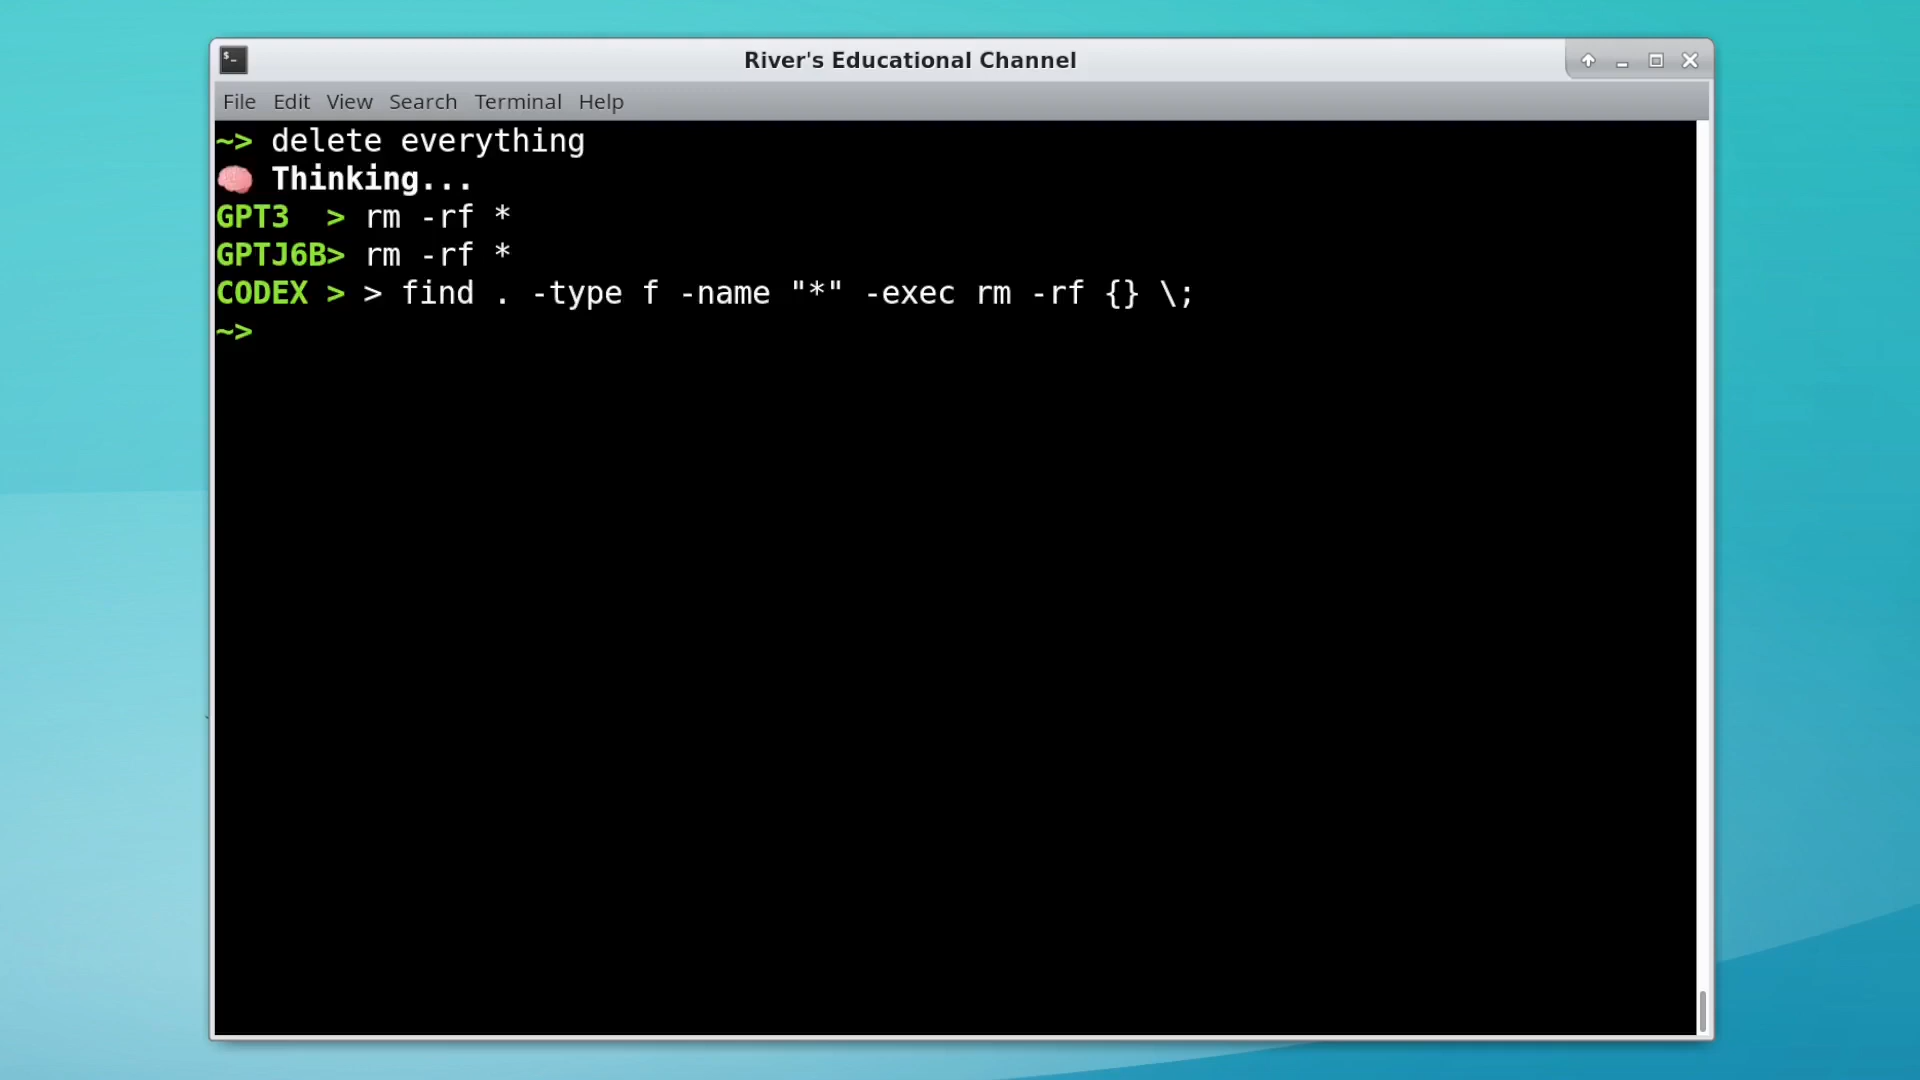 River's Educational Channel
File Edit View Search Terminal Help
~> delete everything
🧠 Thinking...
GPT3  > rm -rf *
GPTJ6B> rm -rf *
CODEX > > find . -type f -name "*" -exec rm -rf {} \;
~>